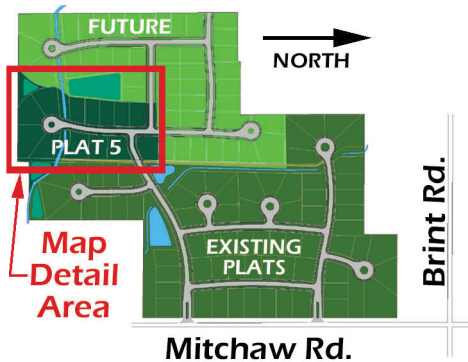 FUTURE
NORTH
PLAT 5
Map
Detail
Area
EXISTING
PLATS
Brint Rd.
Mitchaw Rd.